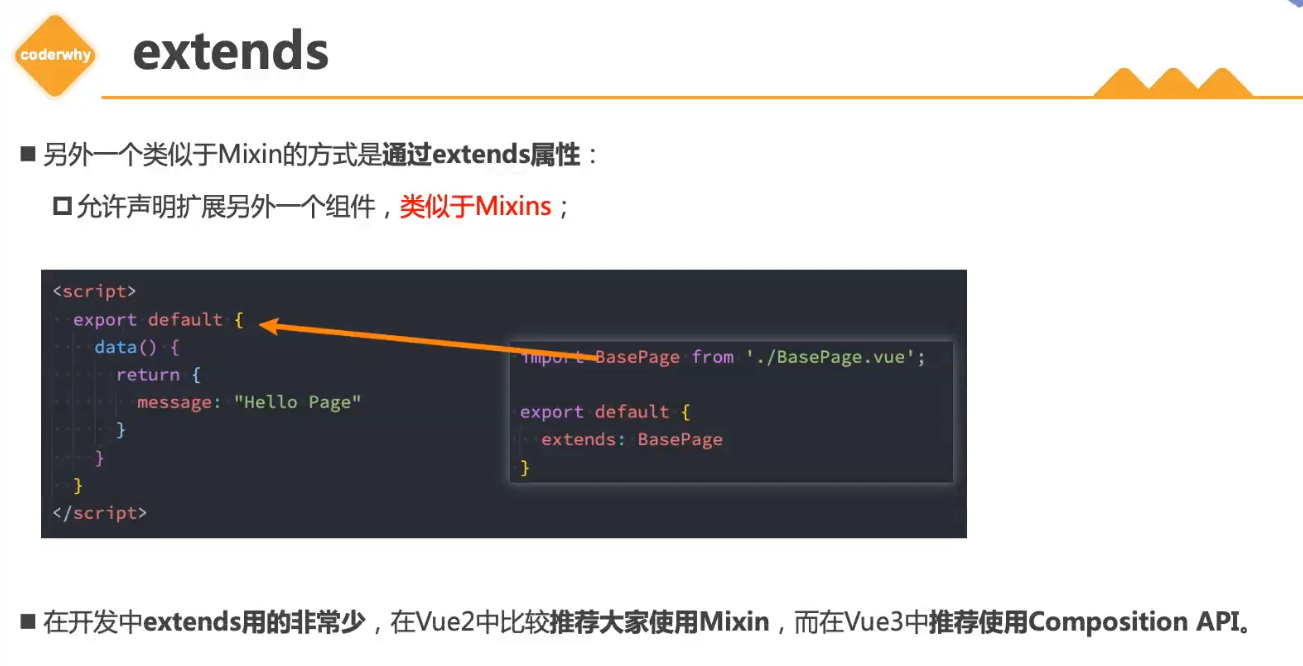 coderwhy
extends
另外一个类似于Mixin的方式是通过extends属性：
允许声明扩展另外一个组件，类似于Mixins；
<script>
export default {
data() {
return {
message: "Hello Page"
}
}
}
</script>
import BasePage from './BasePage.vue';
export default {
extends: BasePage
}
在开发中extends用的非常少，在Vue2中比较推荐大家使用Mixin，而在Vue3中推荐使用Composition API。